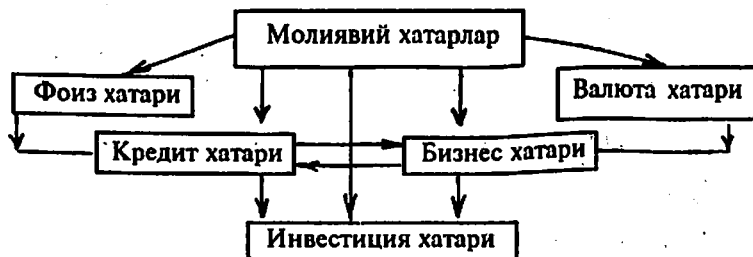 Молиявий хатарлар
Фоиз хатари
Валюта хатари
Кредит хатари
Бизнес хатари
Инвестиция хатари